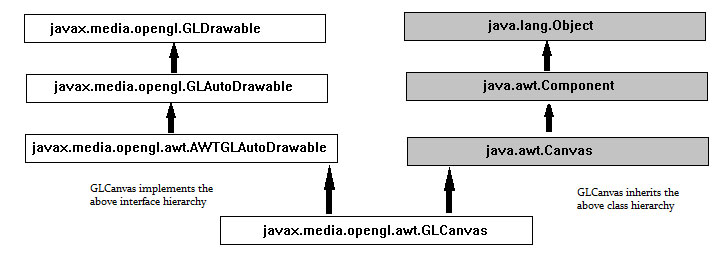 javax.media.opengl.GLDrawable
java.lang.Object
javax.media.opengl.GLAutoDrawable
java.awt.Component
javax.media.opengl.awt.AWTGLAutoDrawable
java.awt.Canvas
GLCanvas implements the
above interface hierarchy
GLCanvas inherits the
above class hierarchy
javax.media.opengl.awt.GLCanvas